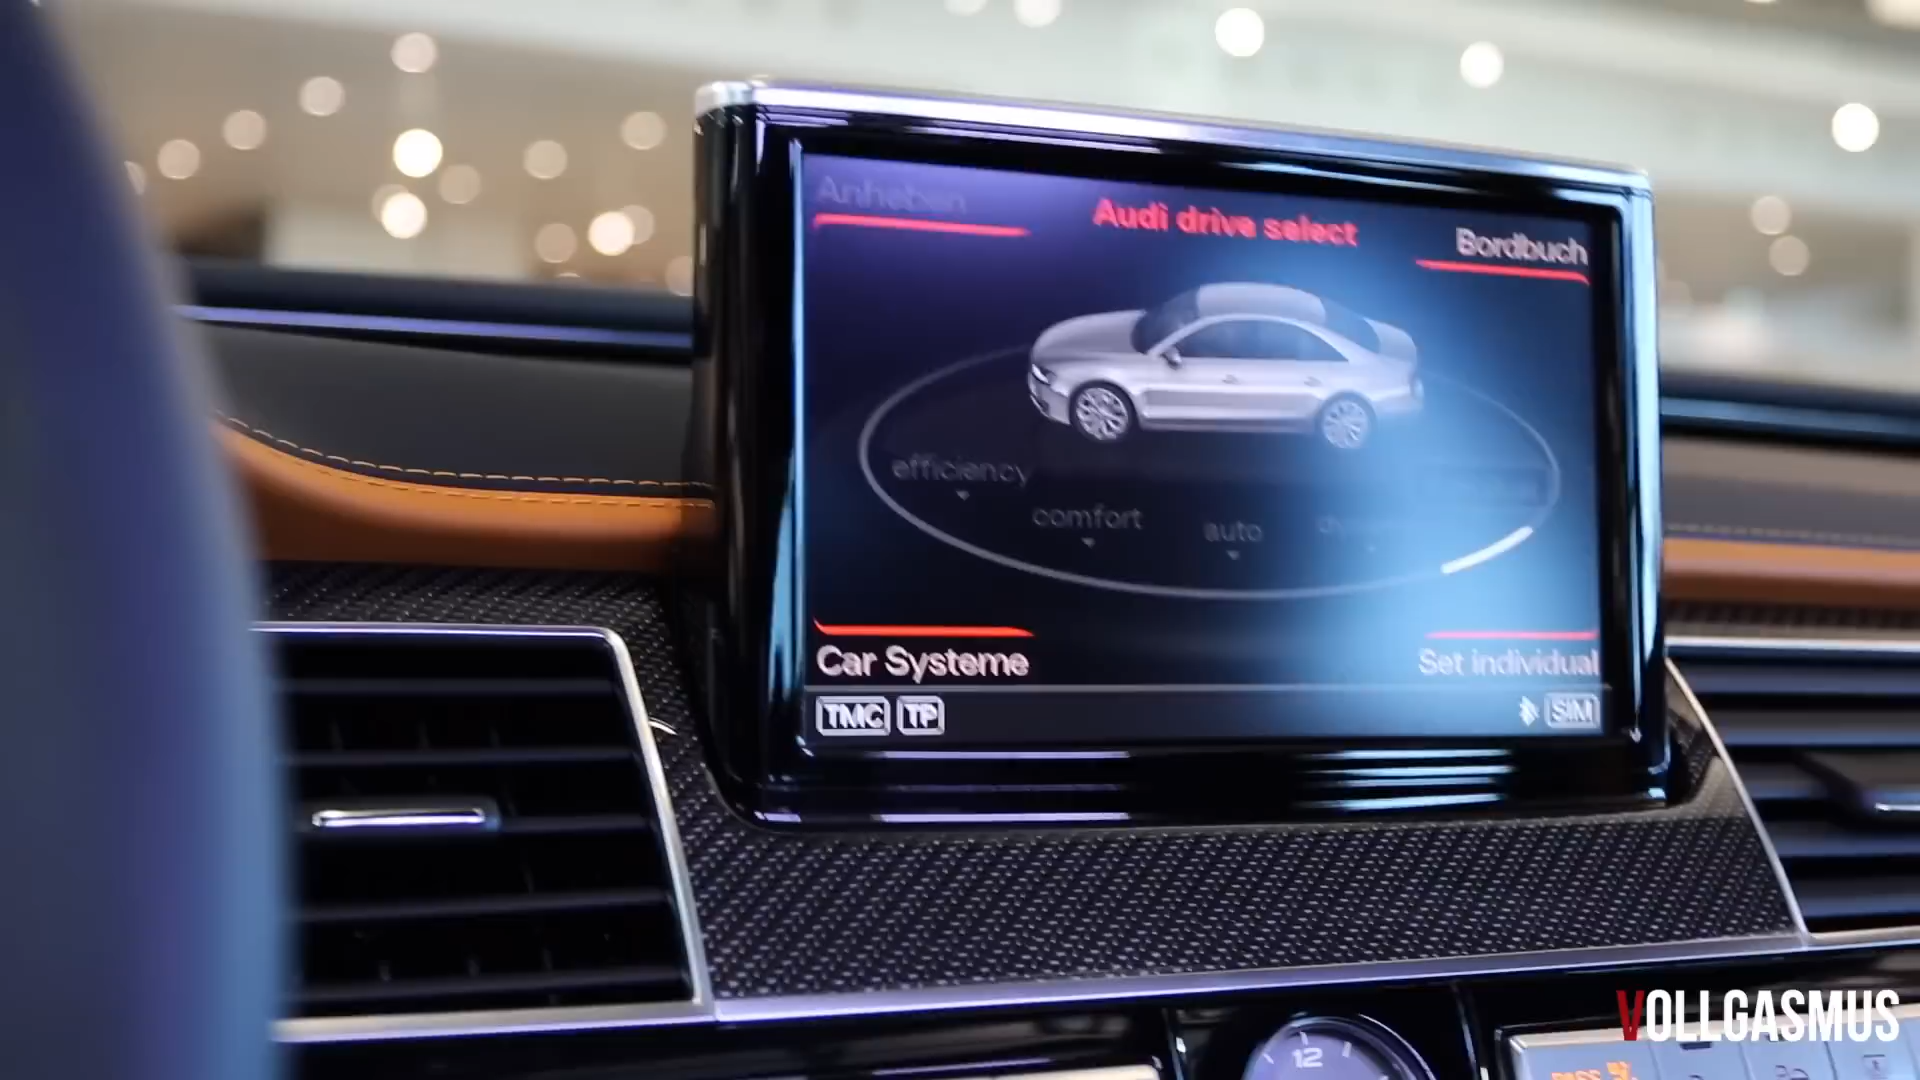 Anheben
Audi drive select
Bordbuch
efficiency
comfort
auto
Car Systeme
Set individual
TMC TP
SIM
12
VOLLGASMUS